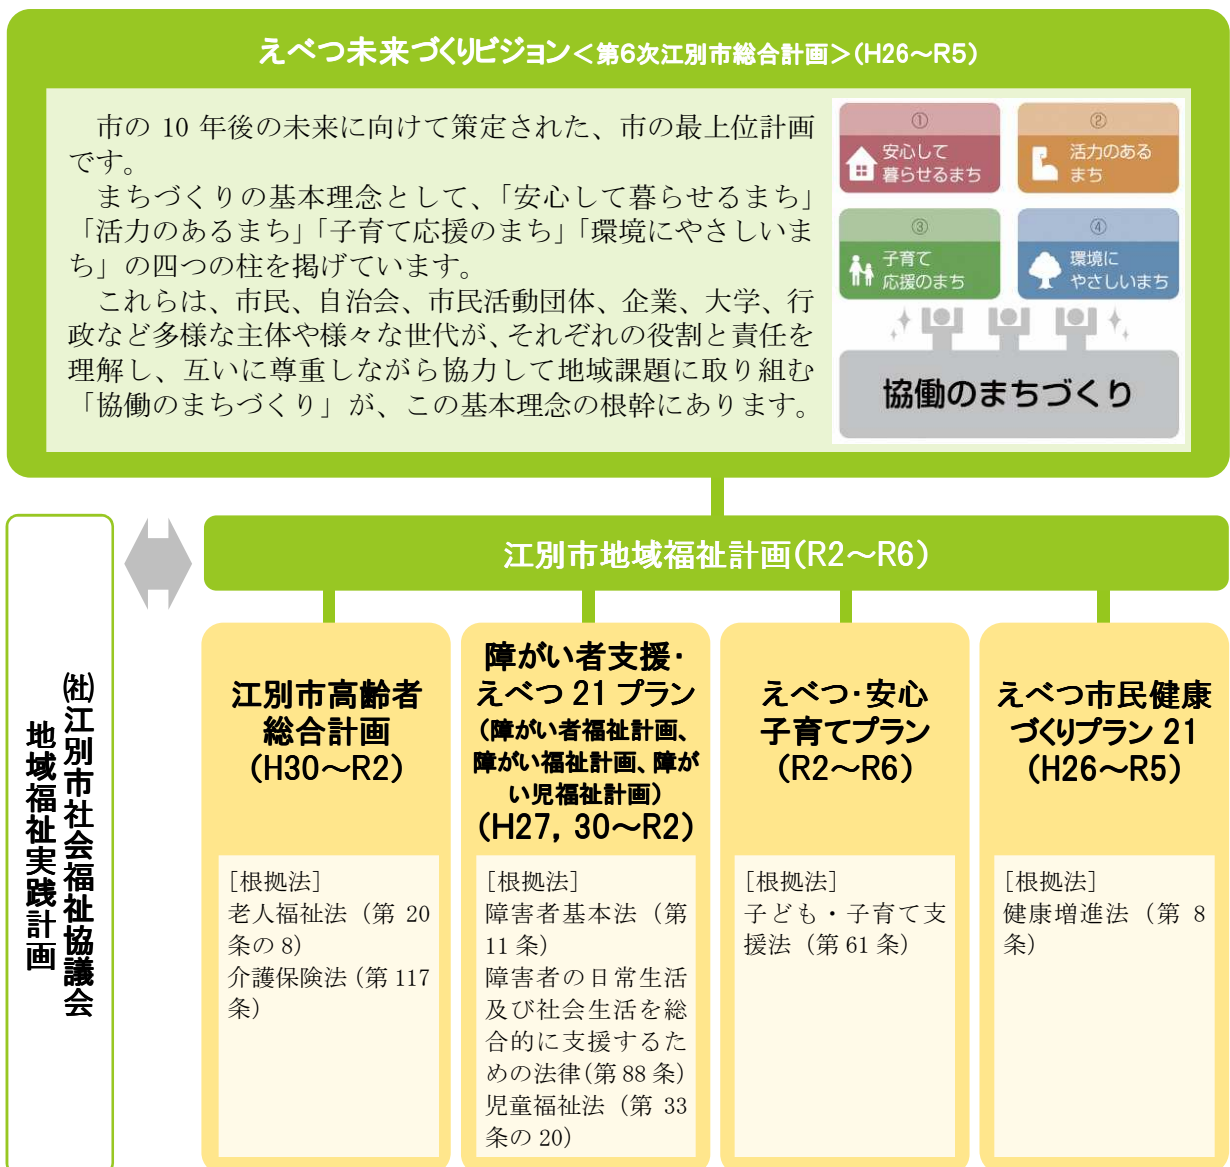 えべつ未来づくりビジョン＜第6次江別市総合計画＞（H26～R5）
市の 10 年後の未来に向けて策定された、市の最上位計画
です。
まちづくりの基本理念として、「安心して暮らせるまち」
「活力のあるまち」「子育て応援のまち」「環境にやさしいま
ち」の四つの柱を掲げています。
これらは、市民、自治会、市民活動団体、企業、大学、行
政など多様な主体や様々な世代が、それぞれの役割と責任を
理解し、互いに尊重しながら協力して地域課題に取り組む
「協働のまちづくり」が、この基本理念の根幹にあります。
①
安心して
暮らせるまち
②
活力のある
まち
③
子育て
応援のまち
④
環境に
やさしいまち
協働のまちづくり
㈳江別市社会福祉協議会
地域福祉実践計画
江別市地域福祉計画（R2～R6）
江別市高齢者
総合計画
（H30～R2）
［根拠法］
老人福祉法（第 20
条の 8）
介護保険法（第 117
条）
障がい者支援・
えべつ 21 プラン
（障がい者福祉計画、
障がい福祉計画、障が
い児福祉計画）
（H27，30～R2）
［根拠法］
障害者基本法（第
11 条）
障害者の日常生活
及び社会生活を総
合的に支援するた
めの法律（第 88 条）
児童福祉法（第 33
条の 20）
えべつ・安心
子育てプラン
（R2～R6）
［根拠法］
子ども・子育て支
援法（第 61 条）
えべつ市民健康
づくりプラン 21
（H26～R5）
［根拠法］
健康増進法（第 8
条）